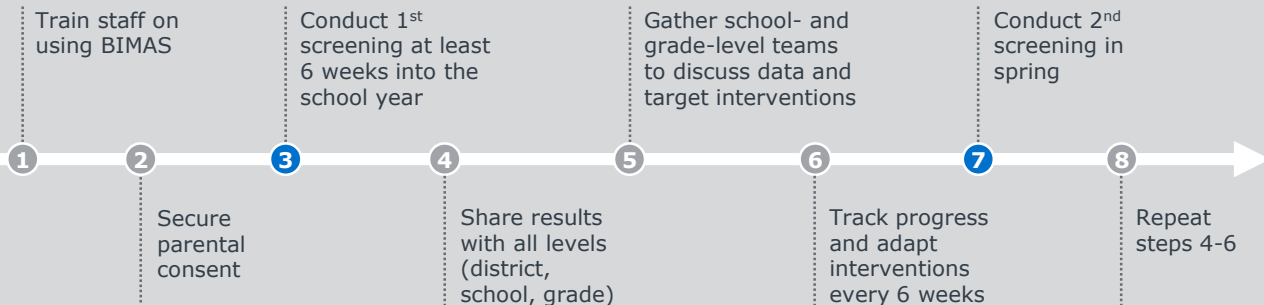 Train staff on
using BIMAS
Conduct 1st
screening at least
6 weeks into the
school year
Gather school- and
grade-level teams
to discuss data and
target interventions
Conduct 2nd
screening in
spring
1
2
3
4
5
6
7
8
Secure
parental
consent
Share results
with all levels
(district,
school, grade)
Track progress
and adapt
interventions
every 6 weeks
Repeat
steps 4-6